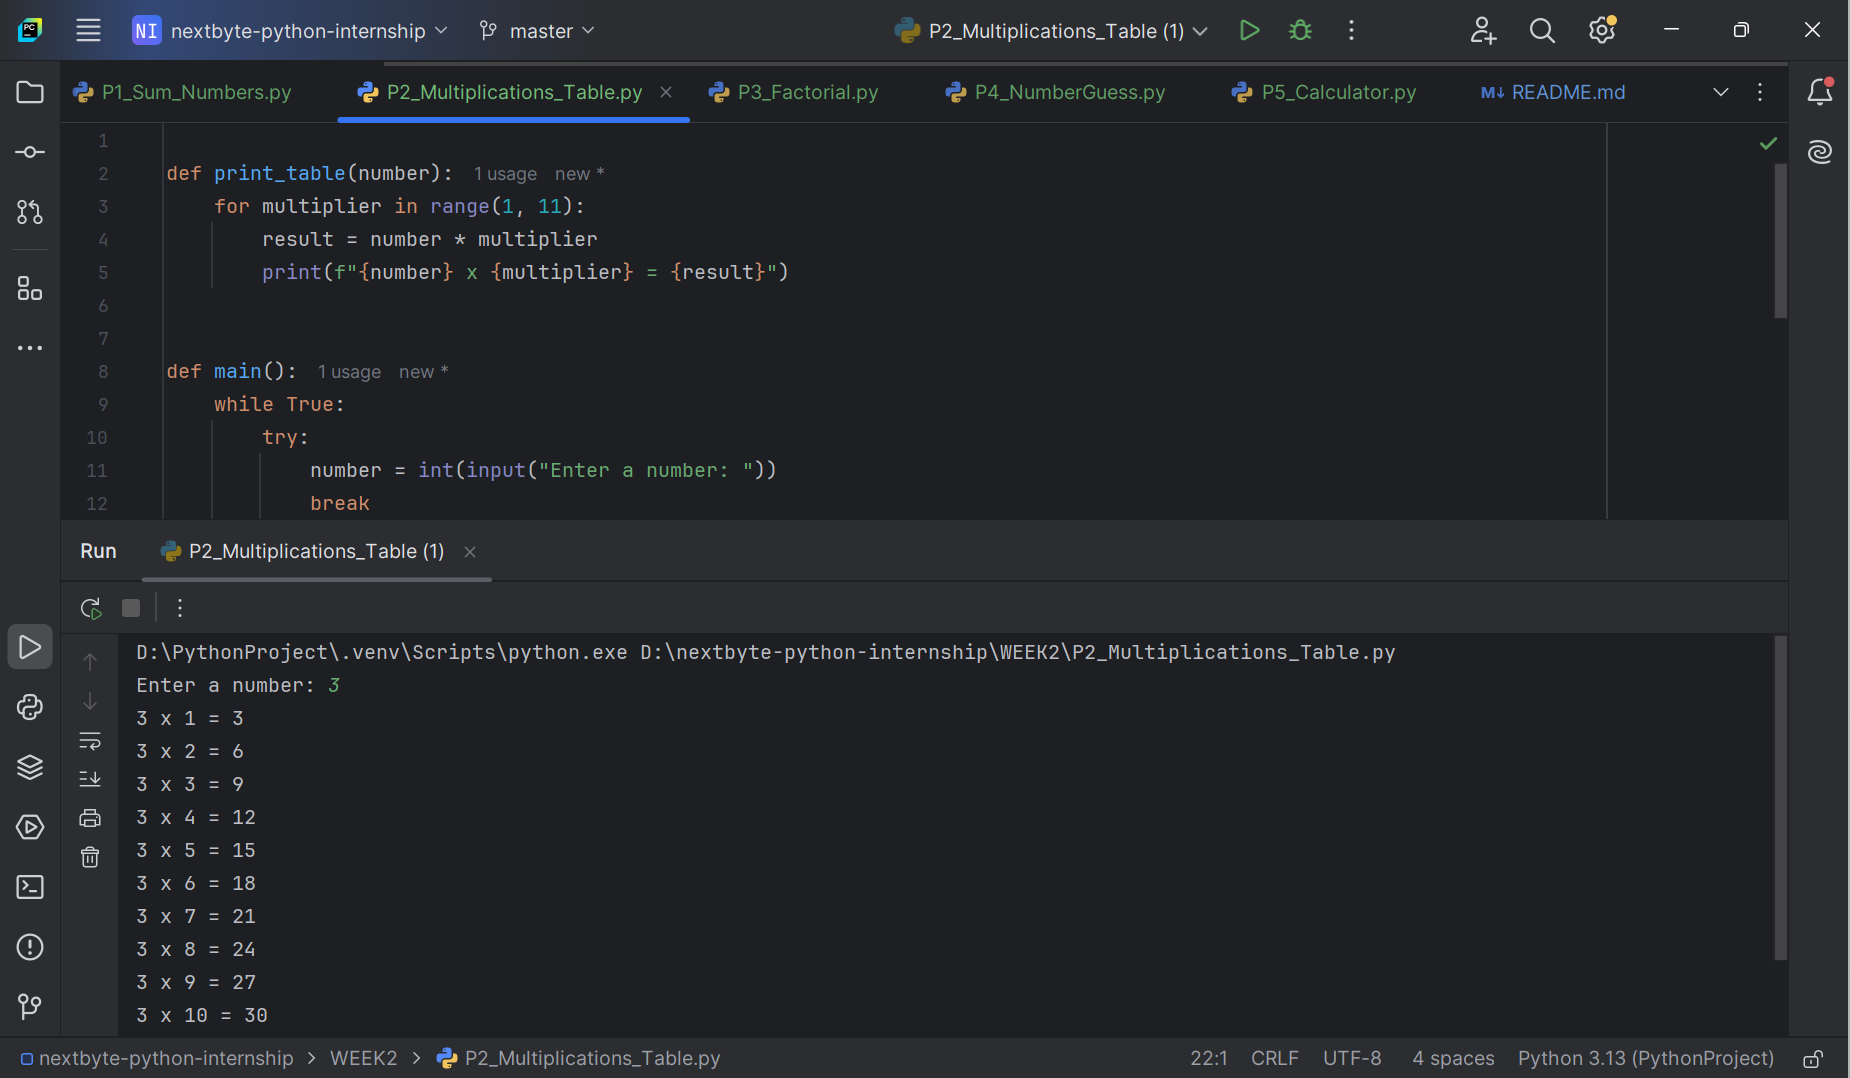 PC
NI nextbyte-python-internship master P2_Multiplications_Table (1)
P1_Sum_Numbers.py P2_Multiplications_Table.py P3_Factorial.py P4_NumberGuess.py P5_Calculator.py M↓ README.md
1
2 def print_table(number): 1 usage new *
3 for multiplier in range(1, 11):
4 result = number * multiplier
5 print(f"{number} x {multiplier} = {result}")
6
7
8 def main(): 1 usage new *
9 while True:
10 try:
11 number = int(input("Enter a number: "))
12 break
Run P2_Multiplications_Table (1)
D:\PythonProject\.venv\Scripts\python.exe D:\nextbyte-python-internship\WEEK2\P2_Multiplications_Table.py
Enter a number: 3
3 x 1 = 3
3 x 2 = 6
3 x 3 = 9
3 x 4 = 12
3 x 5 = 15
3 x 6 = 18
3 x 7 = 21
3 x 8 = 24
3 x 9 = 27
3 x 10 = 30
nextbyte-python-internship > WEEK2 > P2_Multiplications_Table.py 22:1 CRLF UTF-8 4 spaces Python 3.13 (PythonProject)